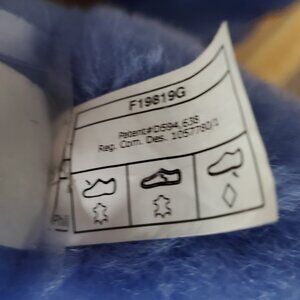 F19819G
Patent#D594,638
Reg. Com. Des. 1057780/1